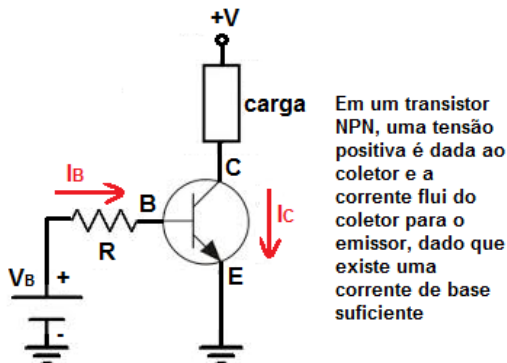 +V
carga
C
IB
B
IC
R
E
VB
+
-
Em um transistor
NPN, uma tensão
positiva é dada ao
coletor e a
corrente flui do
coletor para o
emissor, dado que
existe uma
corrente de base
suficiente